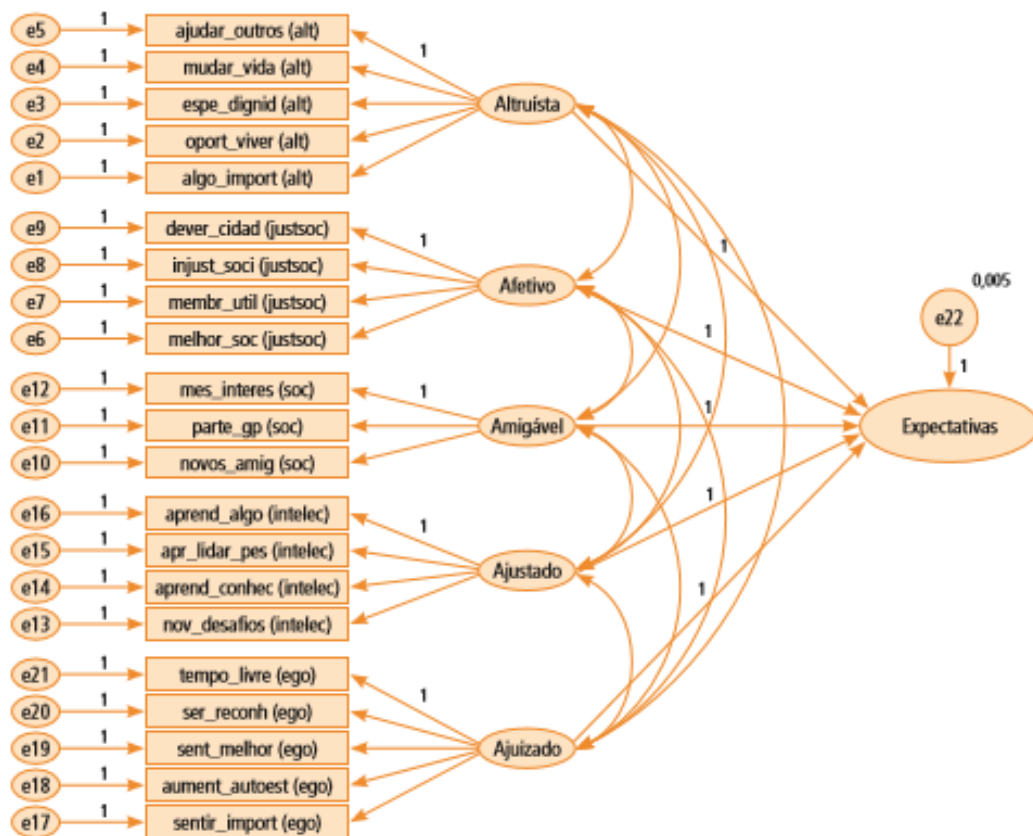 e5 1 ajudar_outros (alt)
e4 1 mudar_vida (alt)
e3 1 espe_dignid (alt)
e2 1 oport_viver (alt)
e1 1 algo_import (alt)
1
Altruísta
e9 1 dever_cidad (justsoc)
e8 1 injust_soci (justsoc)
e7 1 membr_util (justsoc)
e6 1 melhor_soc (justsoc)
1
Afetivo
e12 1 mes_interes (soc)
e11 1 parte_gp (soc)
e10 1 novos_amig (soc)
1
Amigável
e16 1 aprend_algo (intelec)
e15 1 apr_lidar_pes (intelec)
e14 1 aprend_conhec (intelec)
e13 1 nov_desafios (intelec)
1
Ajustado
e21 1 tempo_livre (ego)
e20 1 ser_reconh (ego)
e19 1 sent_melhor (ego)
e18 1 aument_autoest (ego)
e17 1 sentir_import (ego)
1
Ajuizado
1
1
1
1
1
0,005
e22
1
Expectativas